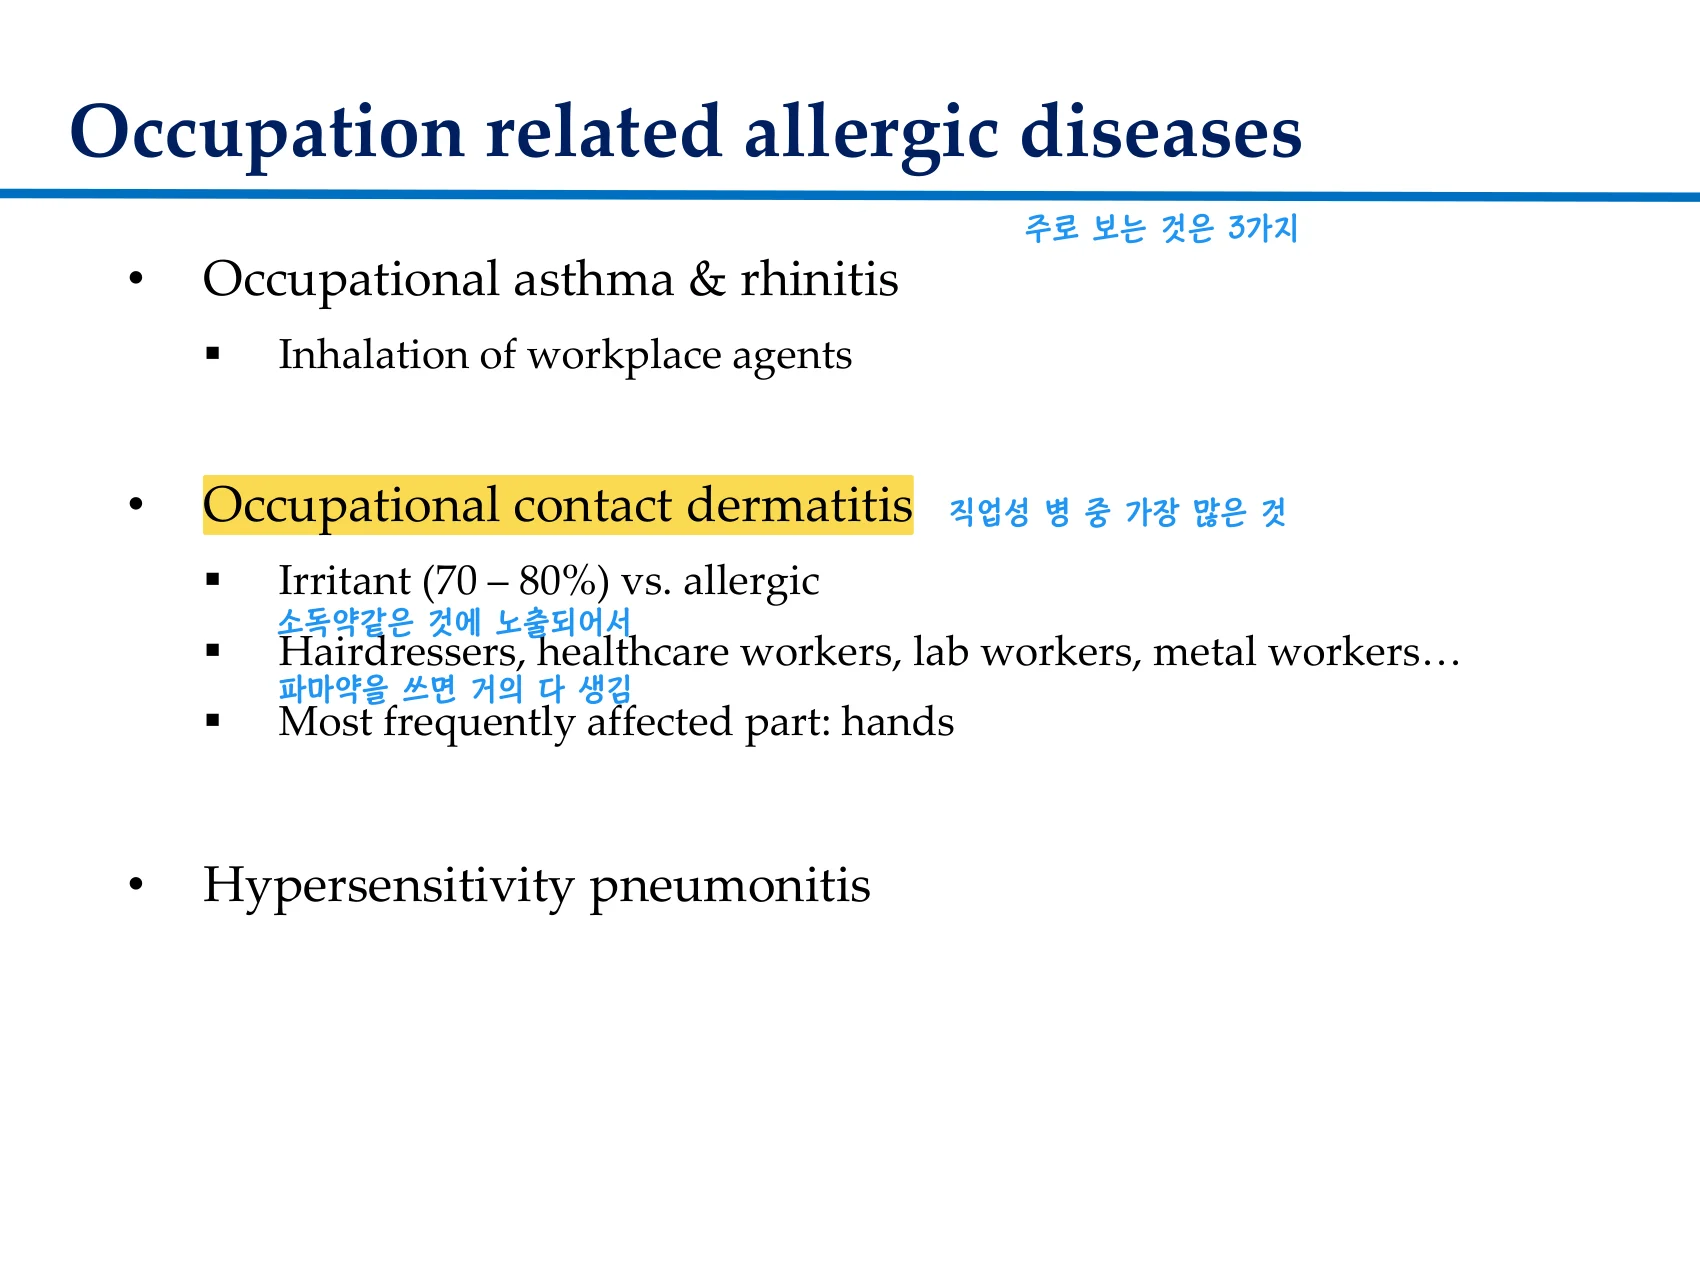 Occupation related allergic diseases
주로 보는 것은 3가지
• Occupational asthma & rhinitis
▪ Inhalation of workplace agents
• Occupational contact dermatitis 직업성 병 중 가장 많은 것
▪ Irritant (70 – 80%) vs. allergic
소독약같은 것에 노출되어서
▪ Hairdressers, healthcare workers, lab workers, metal workers…
파마약을 쓰면 거의 다 생김
▪ Most frequently affected part: hands
• Hypersensitivity pneumonitis